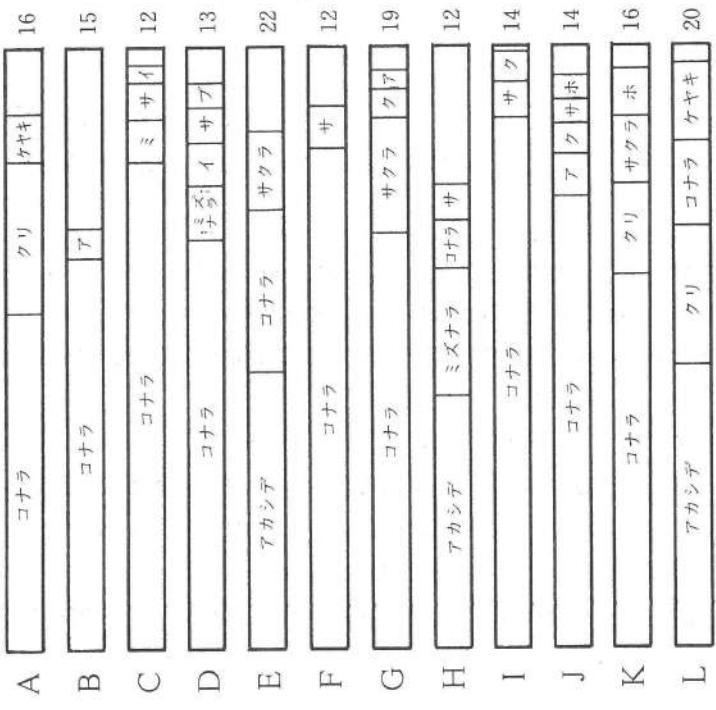 A コナラ クリ ケヤキ 16
B コナラ ア 15
C コナラ ミ サ イ 12
D コナラ ミズナラ イ サ ブ 13
E アカシデ コナラ サクラ 22
F コナラ サ 12
G コナラ サクラ ク ア 19
H アカシデ ミズナラ コナラ サ 12
I コナラ サ ク 14
J コナラ ア ク サ ホ 14
K コナラ クリ サクラ ホ 16
L アカシデ クリ コナラ ケヤキ 20